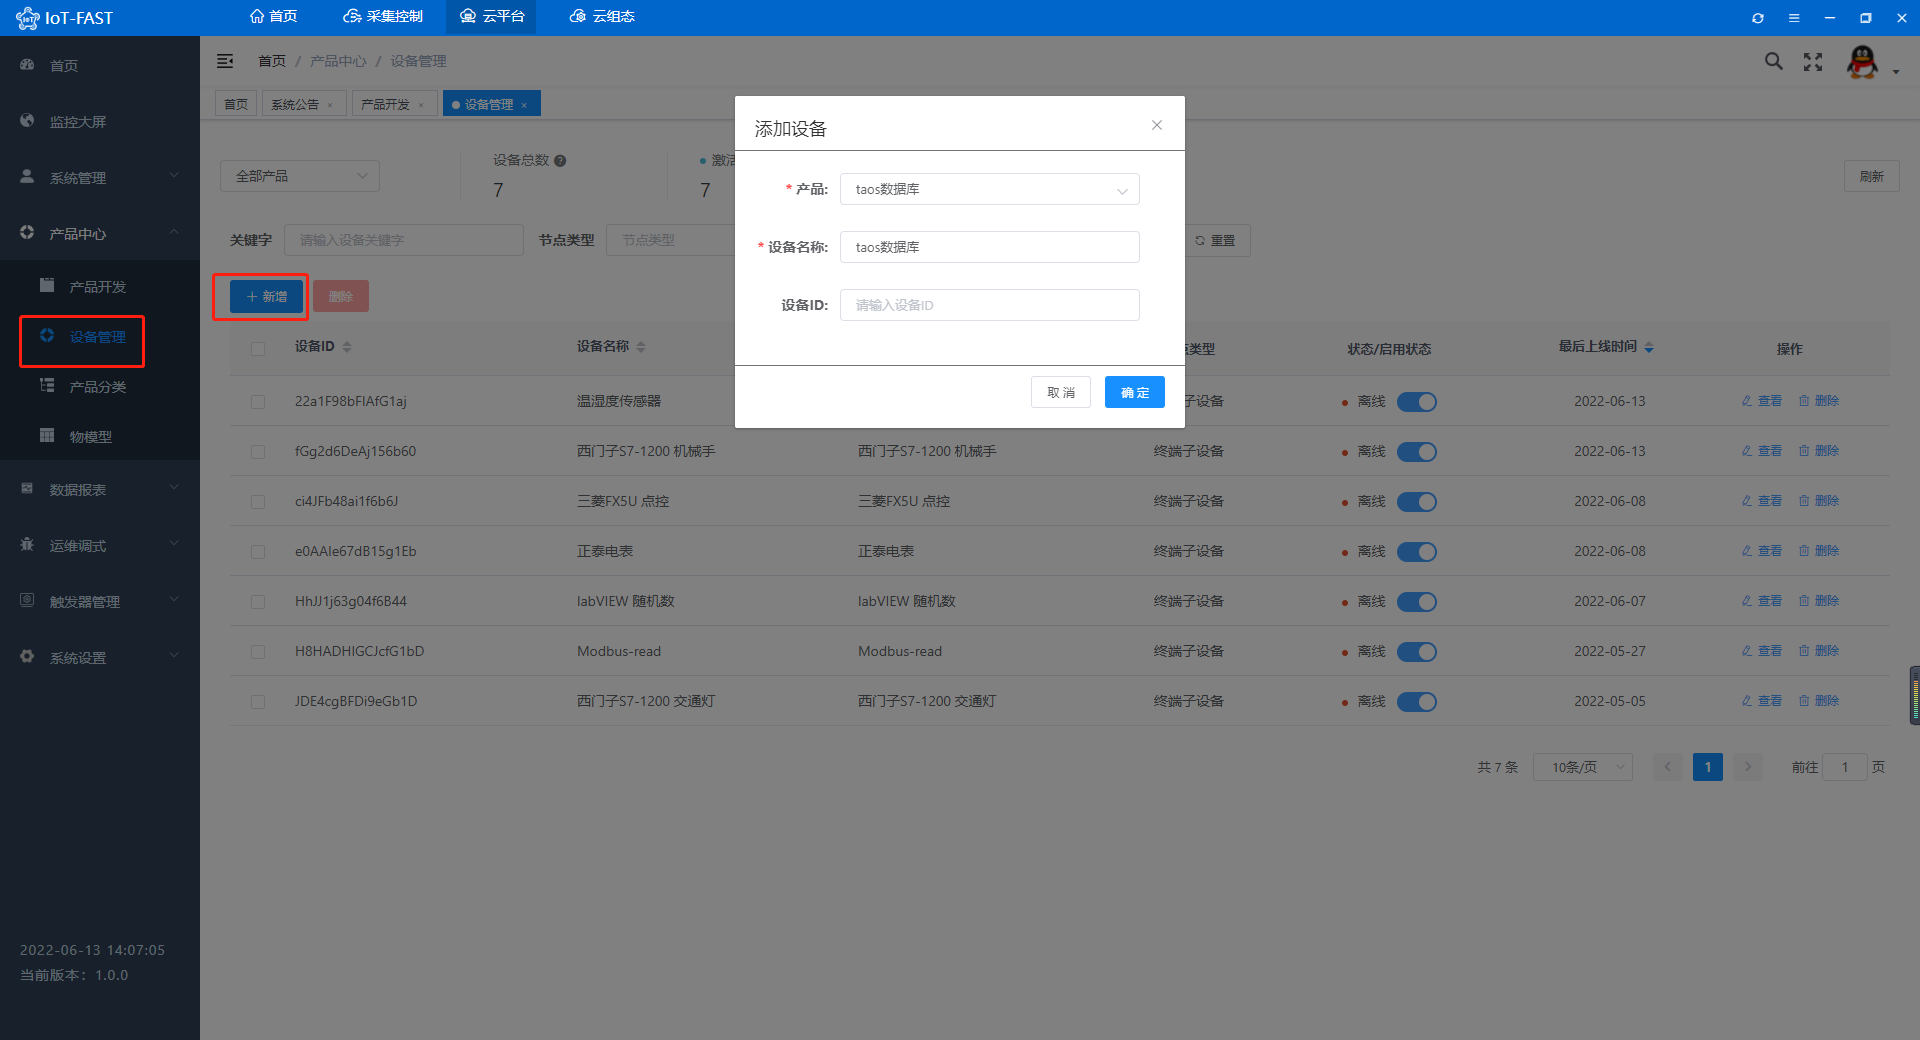 IoT-FAST 首页 采集控制 云平台 云组态
首页
监控大屏
系统管理
产品中心
产品开发
设备管理
产品分类
物模型
数据报表
运维调式
触发器管理
系统设置
2022-06-13 14:07:05
当前版本: 1.0.0
首页 / 产品中心 / 设备管理
首页 系统公告 × 产品开发 × 设备管理 ×
全部产品
设备总数 ?
7
激活
7
刷新
关键字 请输入设备关键字 节点类型 节点类型 重置
+ 新增 删除
添加设备
* 产品: taos数据库
* 设备名称: taos数据库
设备ID: 请输入设备ID
取 消 确 定
设备ID 设备名称 类型 状态/启用状态 最后上线时间 操作
22a1F98bFIAfG1aj 温湿度传感器 子设备 离线 2022-06-13 查看 删除
fGg2d6DeAj156b60 西门子S7-1200 机械手 西门子S7-1200 机械手 终端子设备 离线 2022-06-13 查看 删除
ci4JFb48ai1f6b6J 三菱FX5U 点控 三菱FX5U 点控 终端子设备 离线 2022-06-08 查看 删除
e0AAIe67dB15g1Eb 正泰电表 正泰电表 终端子设备 离线 2022-06-08 查看 删除
HhJJ1j63g04f6B44 labVIEW 随机数 labVIEW 随机数 终端子设备 离线 2022-06-07 查看 删除
H8HADHIGCJcfG1bD Modbus-read Modbus-read 终端子设备 离线 2022-05-27 查看 删除
JDE4cgBFDi9eGb1D 西门子S7-1200 交通灯 西门子S7-1200 交通灯 终端子设备 离线 2022-05-05 查看 删除
共 7 条 10条/页 1 前往 1 页